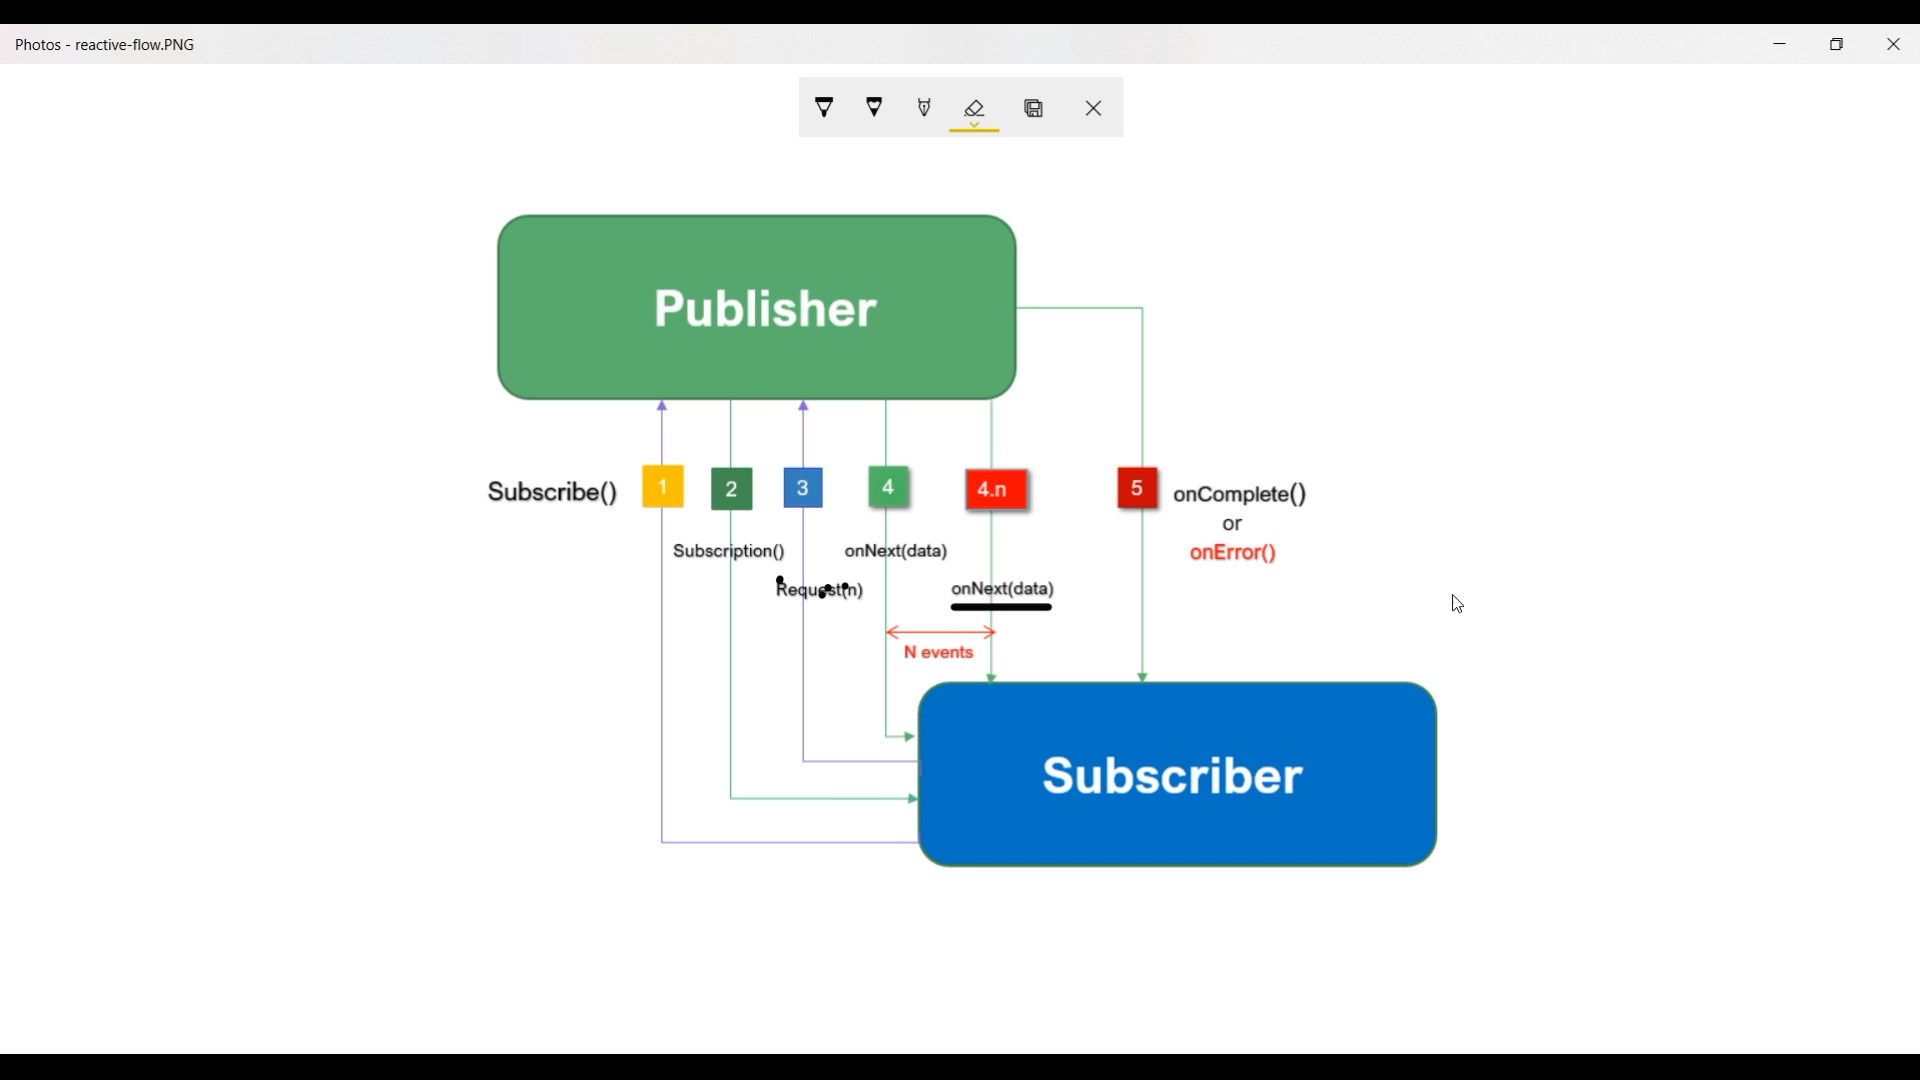 Photos - reactive-flow.PNG
Publisher
Subscribe() 1 2 3 4 4.n 5 onComplete()
or
Subscription() onNext(data) onError()
Request(n) onNext(data)
N events
Subscriber